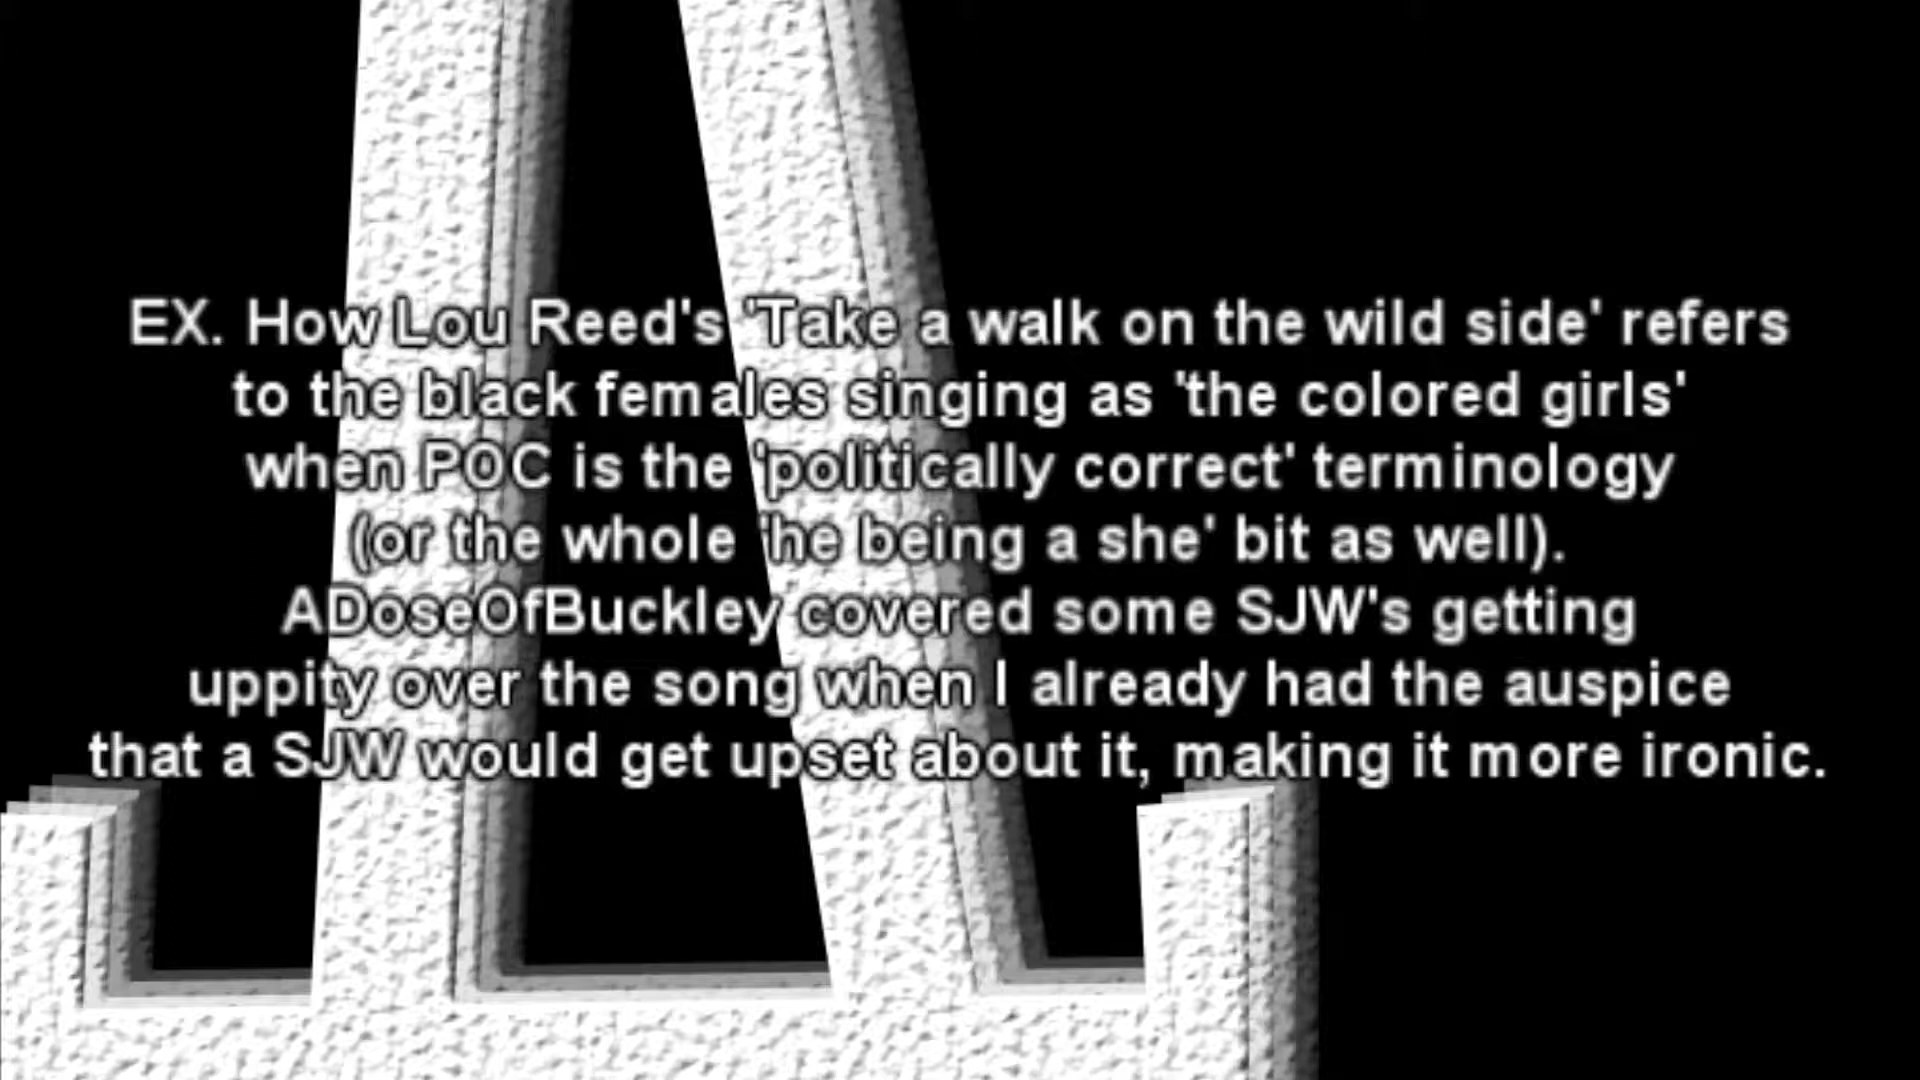 EX. How Lou Reed's 'Take a walk on the wild side' refers
to the black females singing as 'the colored girls'
when POC is the 'politically correct' terminology
(or the whole 'he being a she' bit as well).
ADoseOfBuckley covered some SJW's getting
uppity over the song when I already had the auspice
that a SJW would get upset about it, making it more ironic.